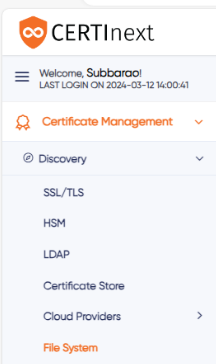 CERTInext
Welcome, Subbarao!
LAST LOGIN ON 2024-03-12 14:00:41
Certificate Management
Discovery
SSL/TLS
HSM
LDAP
Certificate Store
Cloud Providers
File System